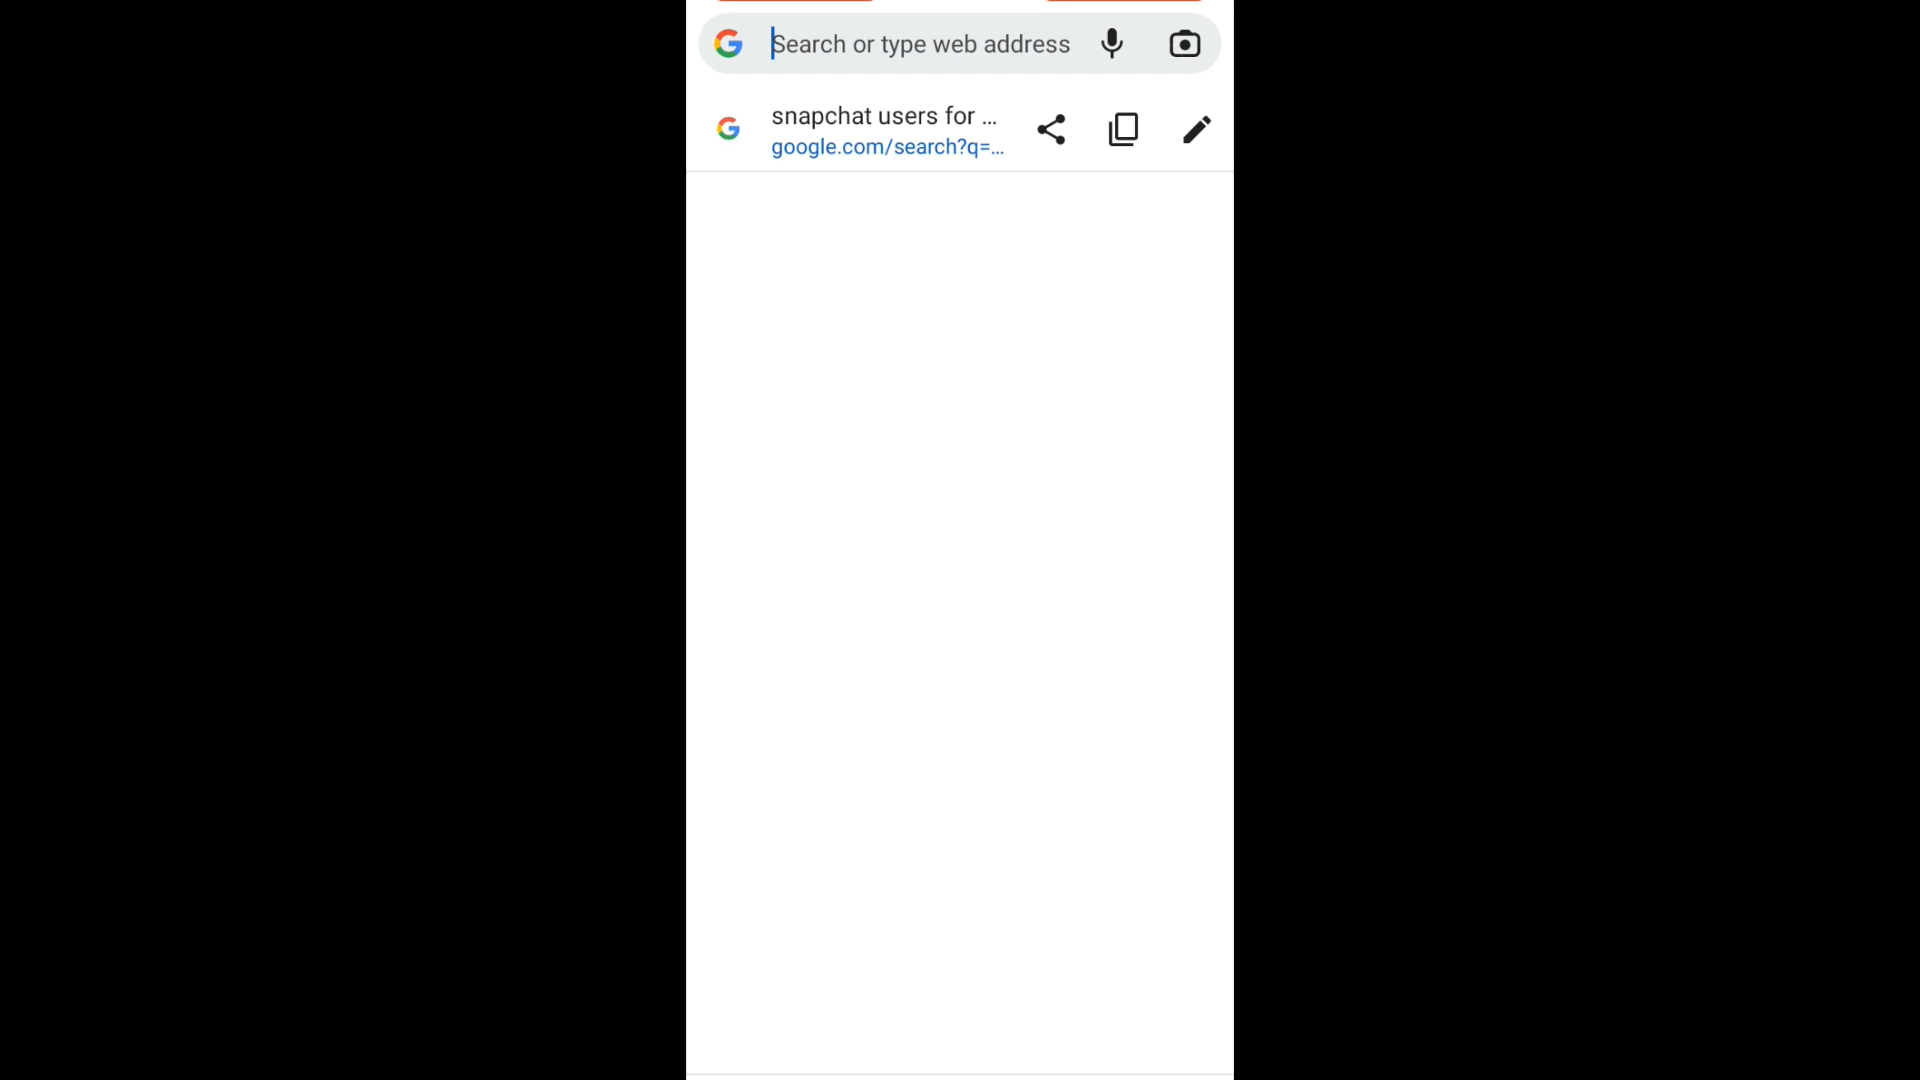 Search or type web address
snapchat users for ...
google.com/search?q=...